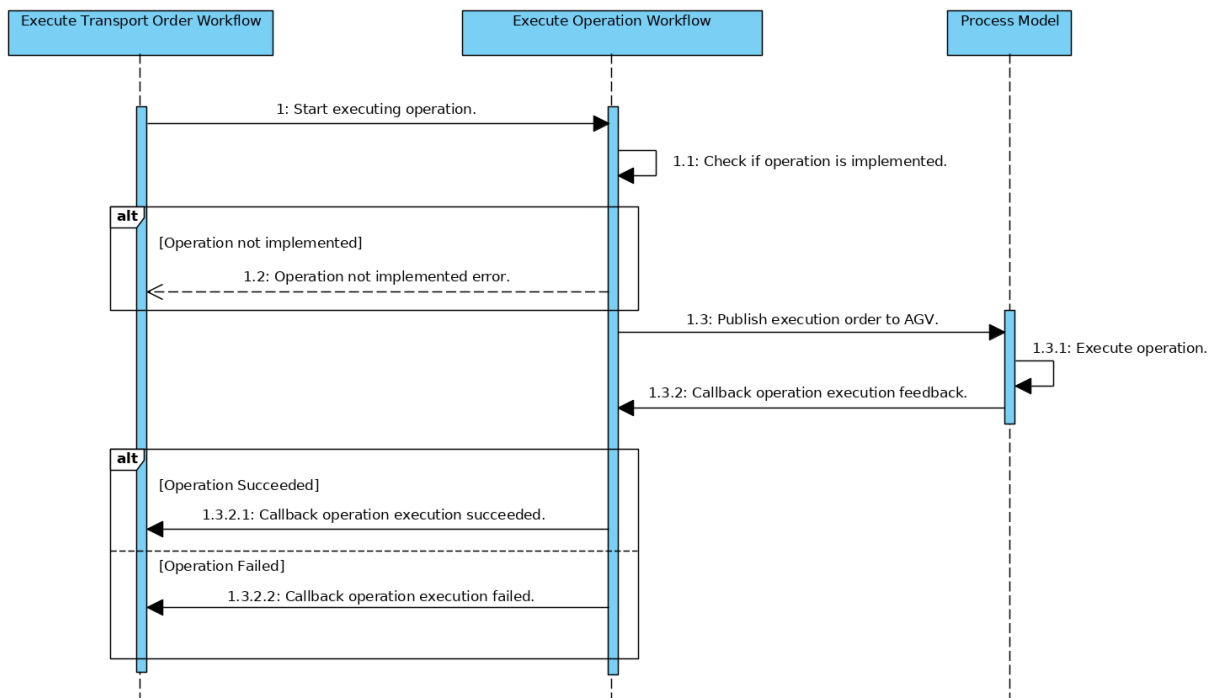 Execute Transport Order Workflow
Execute Operation Workflow
Process Model
1: Start executing operation.
1.1: Check if operation is implemented.
alt
[Operation not implemented]
1.2: Operation not implemented error.
1.3: Publish execution order to AGV.
1.3.1: Execute operation.
1.3.2: Callback operation execution feedback.
alt
[Operation Succeeded]
1.3.2.1: Callback operation execution succeeded.
[Operation Failed]
1.3.2.2: Callback operation execution failed.